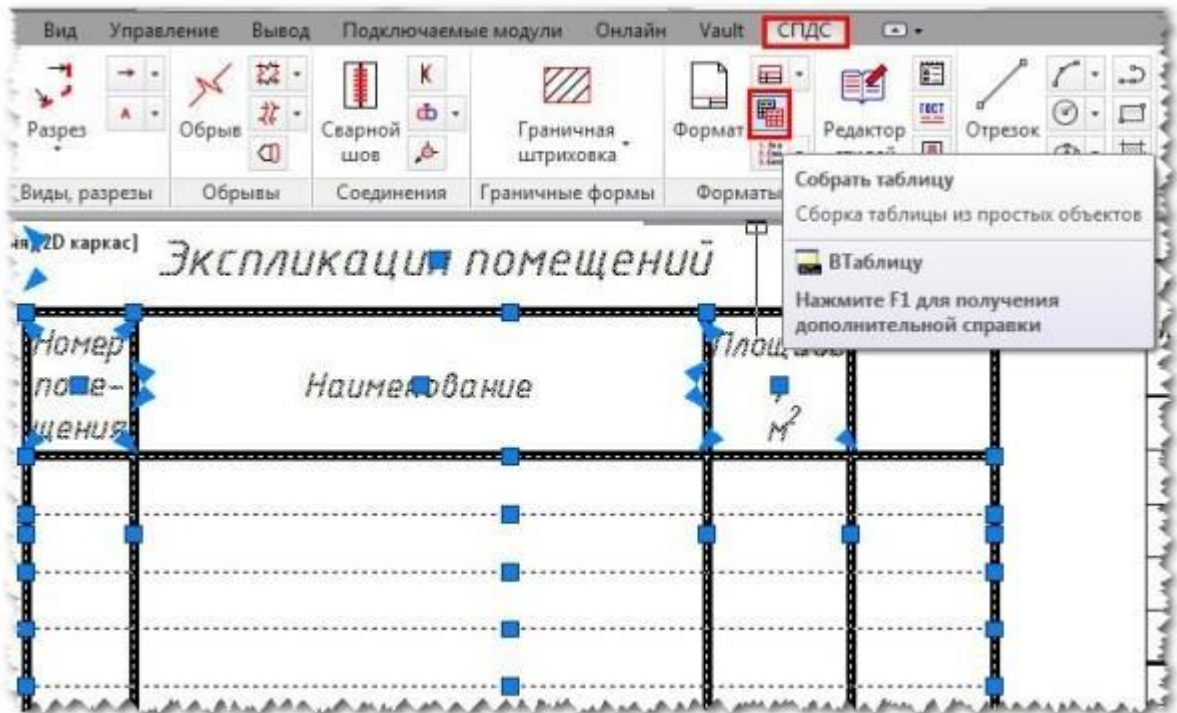 Вид Управление Вывод Подключаемые модули Онлайн Vault СПДС
Разрез
Обрыв
Сварной
шов
Граничная
штриховка
Формат
ГОСТ
Редактор
Отрезок
Виды, разрезы Обрывы Соединения Граничные формы Форматы
Собрать таблицу
Сборка таблицы из простых объектов
ВТаблицу
Нажмите F1 для получения
дополнительной справки
2D каркас]
Экспликация помещений
Номер
поме-
щения
Наименование
Площадь
,
м²